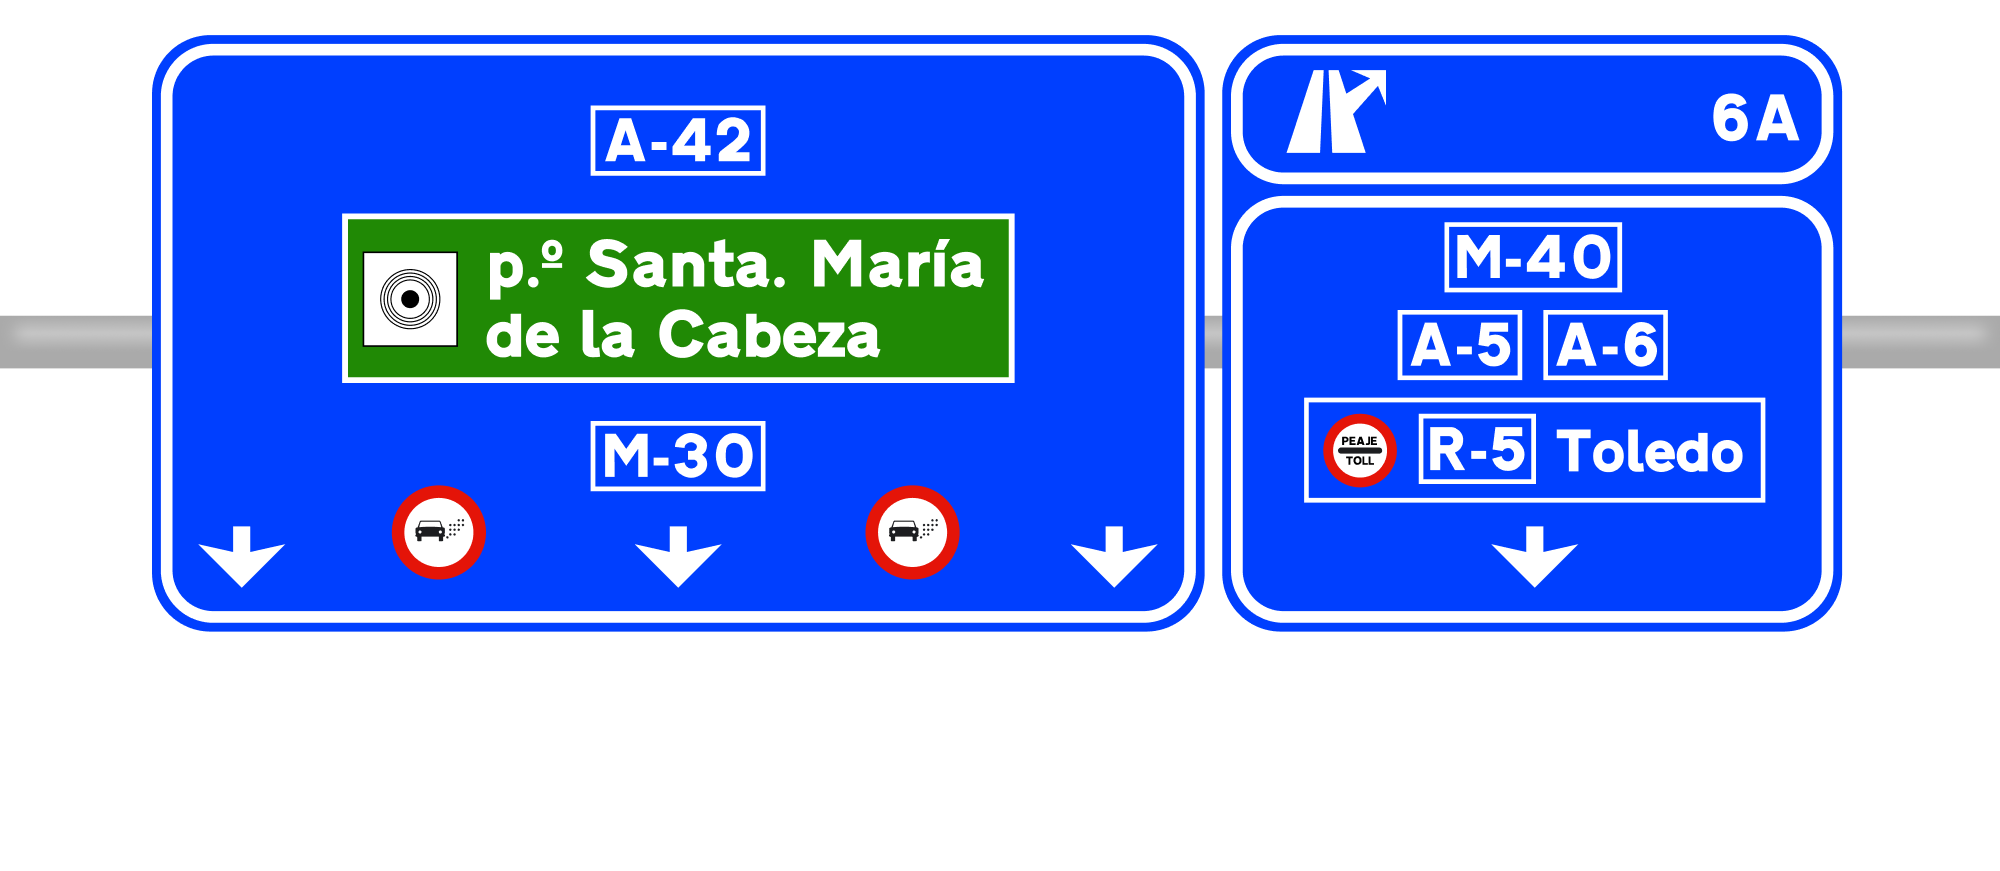 A-42
p.º Santa. María
de la Cabeza
M-30
6A
M-40
A-5 A-6
PEAJE
TOLL
R-5 Toledo